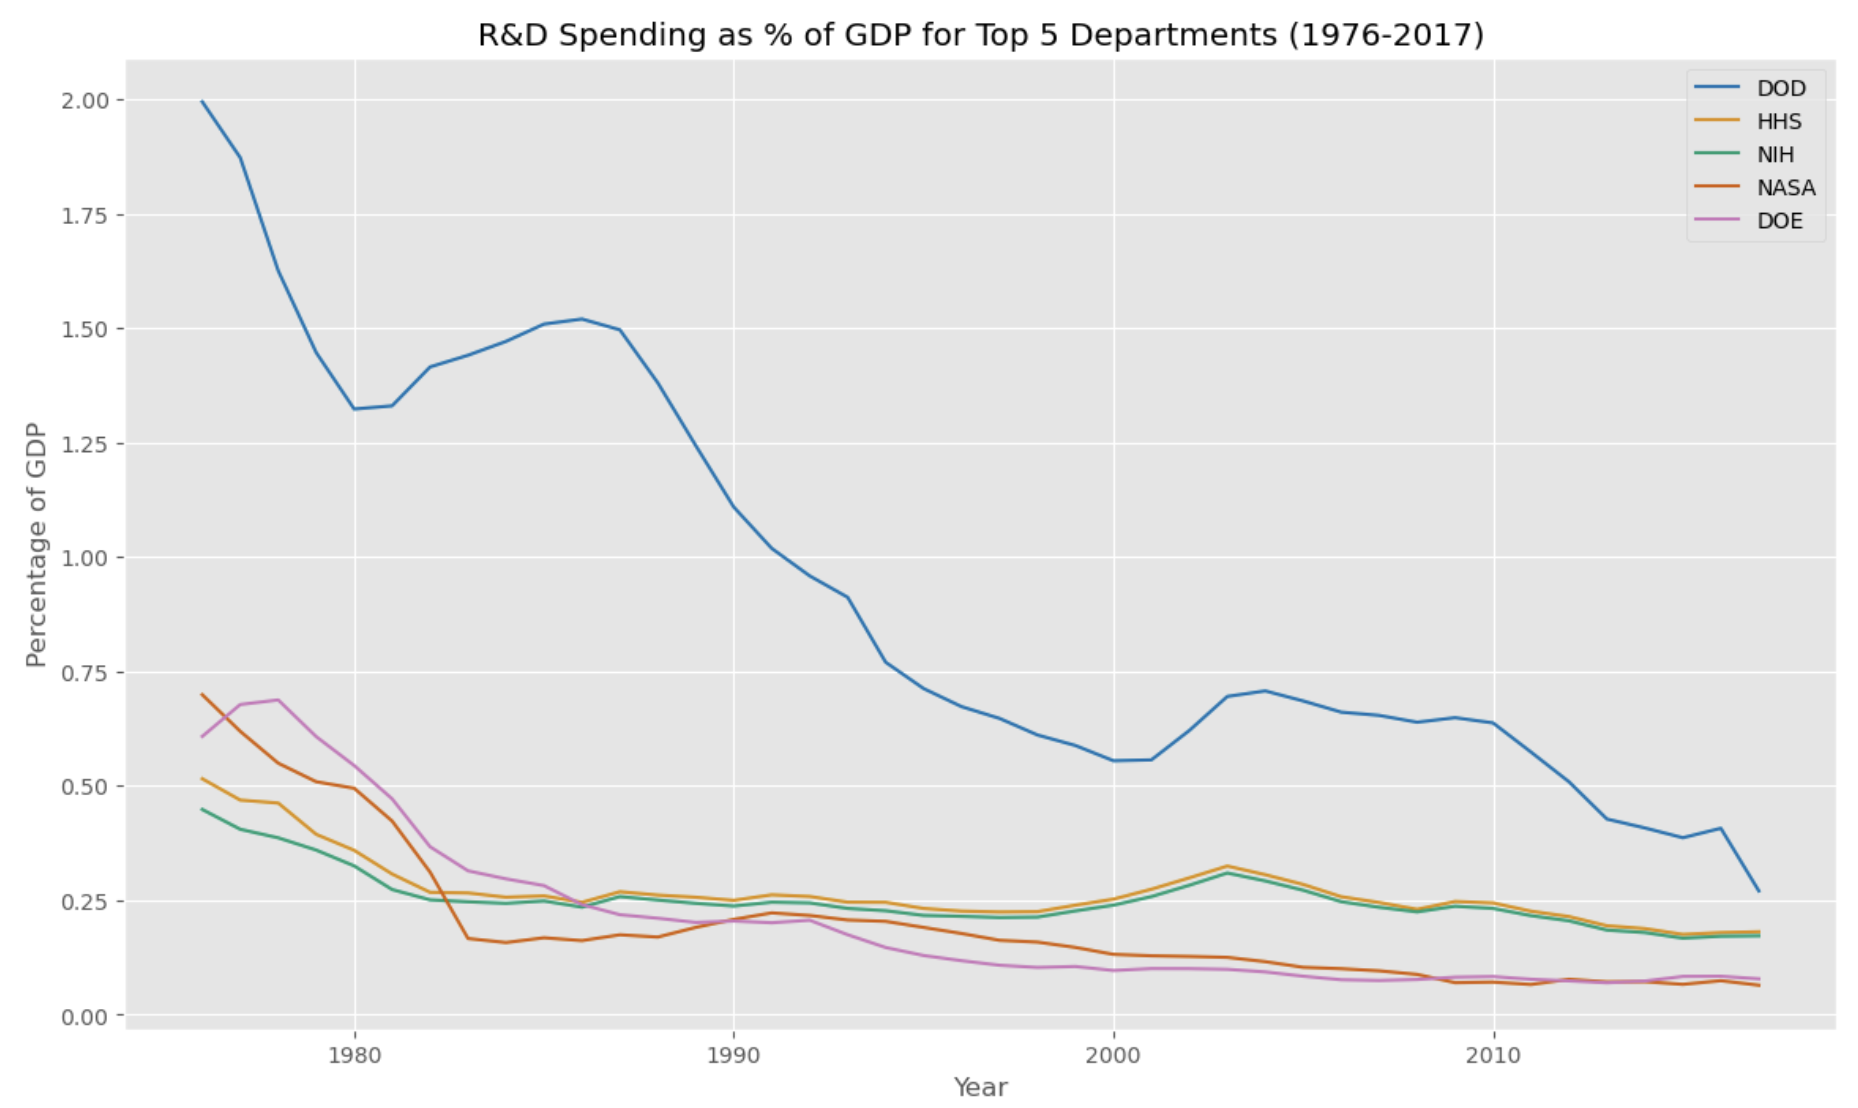 R&D Spending as % of GDP for Top 5 Departments (1976-2017)
DOD
HHS
NIH
NASA
DOE
Percentage of GDP
2.00
1.75
1.50
1.25
1.00
0.75
0.50
0.25
0.00
1980
1990
2000
2010
Year